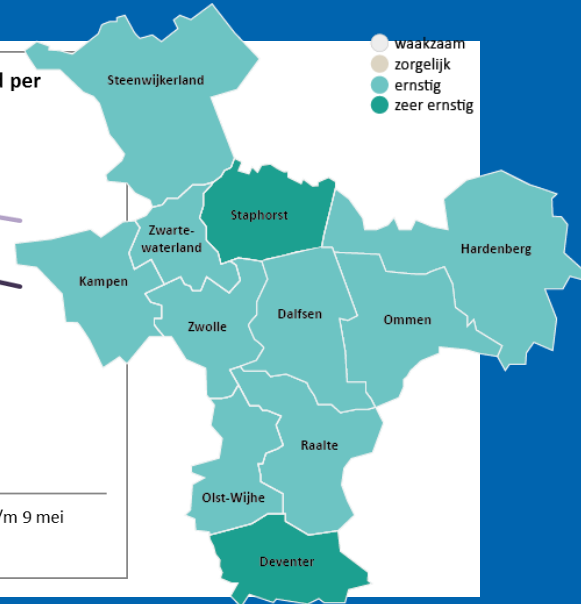 waakzaam
zorgelijk
ernstig
zeer ernstig
l per
Steenwijkerland
Staphorst
Zwarte-
waterland
Hardenberg
Kampen
Dalfsen
Ommen
Zwolle
Raalte
Olst-Wijhe
/m 9 mei
Deventer